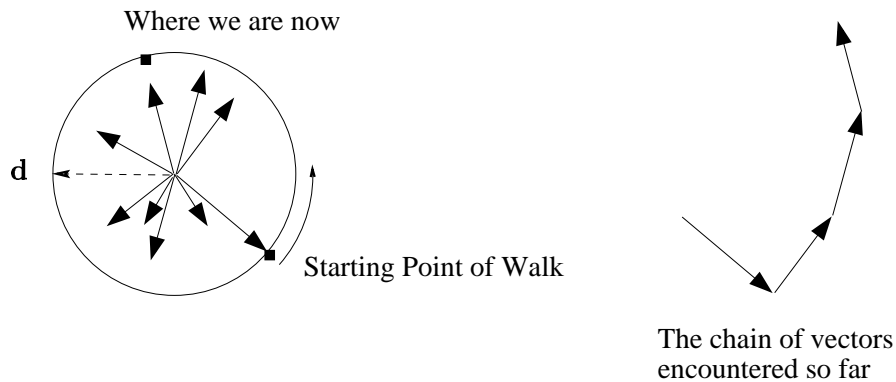 Where we are now
d
Starting Point of Walk
The chain of vectors
encountered so far